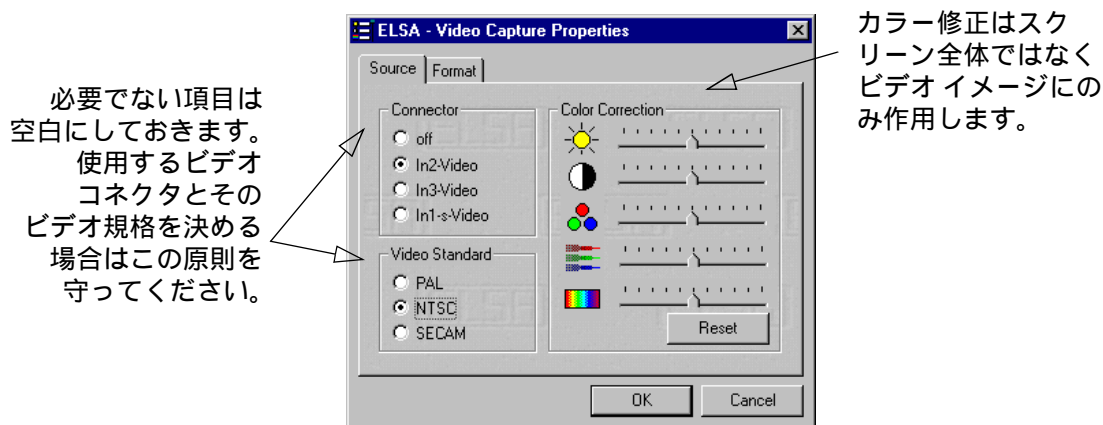 必要でない項目は
空白にしておきます。
使用するビデオ
コネクタとその
ビデオ規格を決める
場合はこの原則を
守ってください。
ELSA - Video Capture Properties
Source
Format
Connector
off
In2-Video
In3-Video
In1-s-Video
Video Standard
PAL
NTSC
SECAM
Color Correction
Reset
OK
Cancel
カラー修正はスク
リーン全体ではなく
ビデオ イメージにの
み作用します。